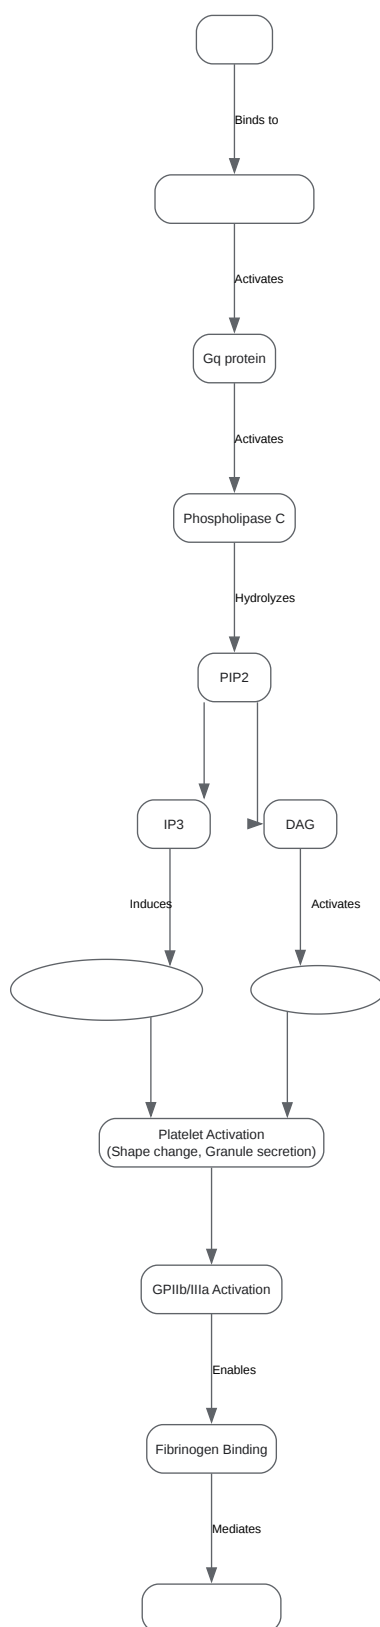 Binds to
Activates
Gq protein
Activates
Phospholipase C
Hydrolyzes
PIP2
IP3
DAG
Induces
Activates
Platelet Activation
(Shape change, Granule secretion)
GPIIb/IIIa Activation
Enables
Fibrinogen Binding
Mediates